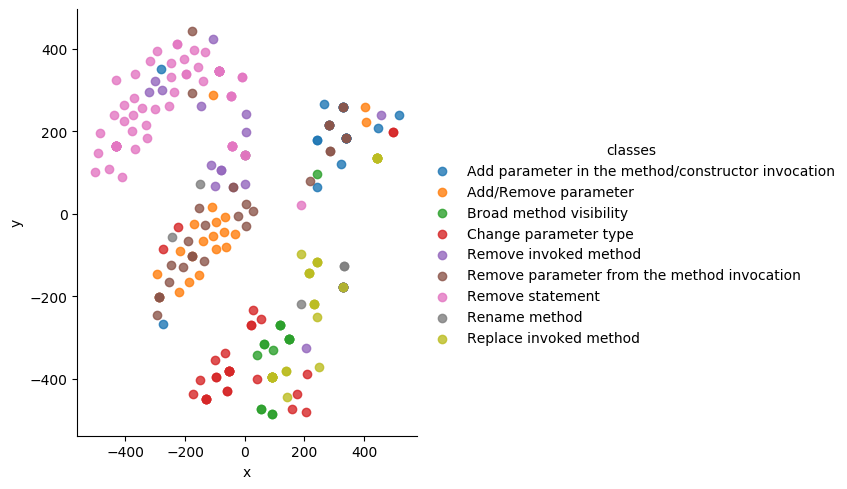 400
200
0
−200
−400
y
−400
−200
0
200
400
x
classes
Add parameter in the method/constructor invocation
Add/Remove parameter
Broad method visibility
Change parameter type
Remove invoked method
Remove parameter from the method invocation
Remove statement
Rename method
Replace invoked method